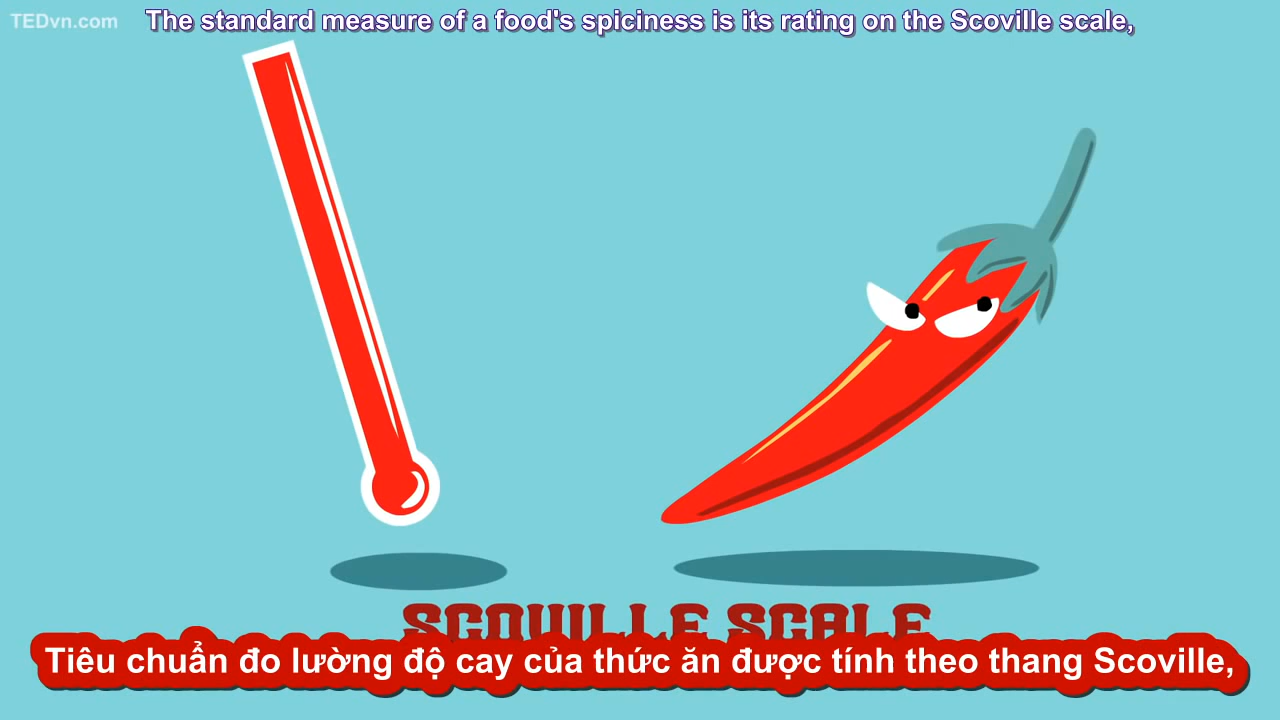 TEDvn.com
The standard measure of a food's spiciness is its rating on the Scoville scale,
SCOVILLE SCALE
Tiêu chuẩn đo lường độ cay của thức ăn được tính theo thang Scoville,